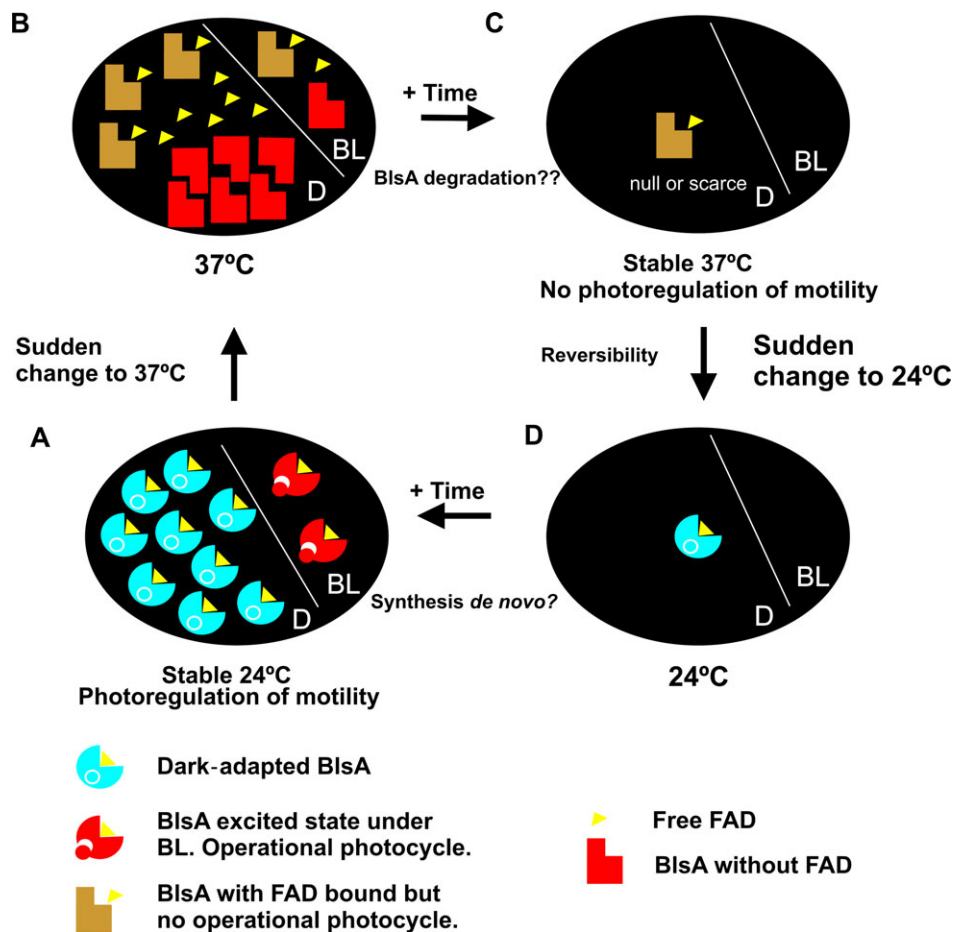 B
C
+ Time
BL
D
BlsA degradation??
BL
null or scarce
D
37ºC
Stable 37ºC
No photoregulation of motility
Sudden
change to 37ºC
Reversibility
Sudden
change to 24ºC
A
D
+ Time
BL
D
Synthesis de novo?
BL
D
Stable 24ºC
Photoregulation of motility
24ºC
Dark-adapted BlsA
BlsA excited state under
BL. Operational photocycle.
BlsA with FAD bound but
no operational photocycle.
Free FAD
BlsA without FAD